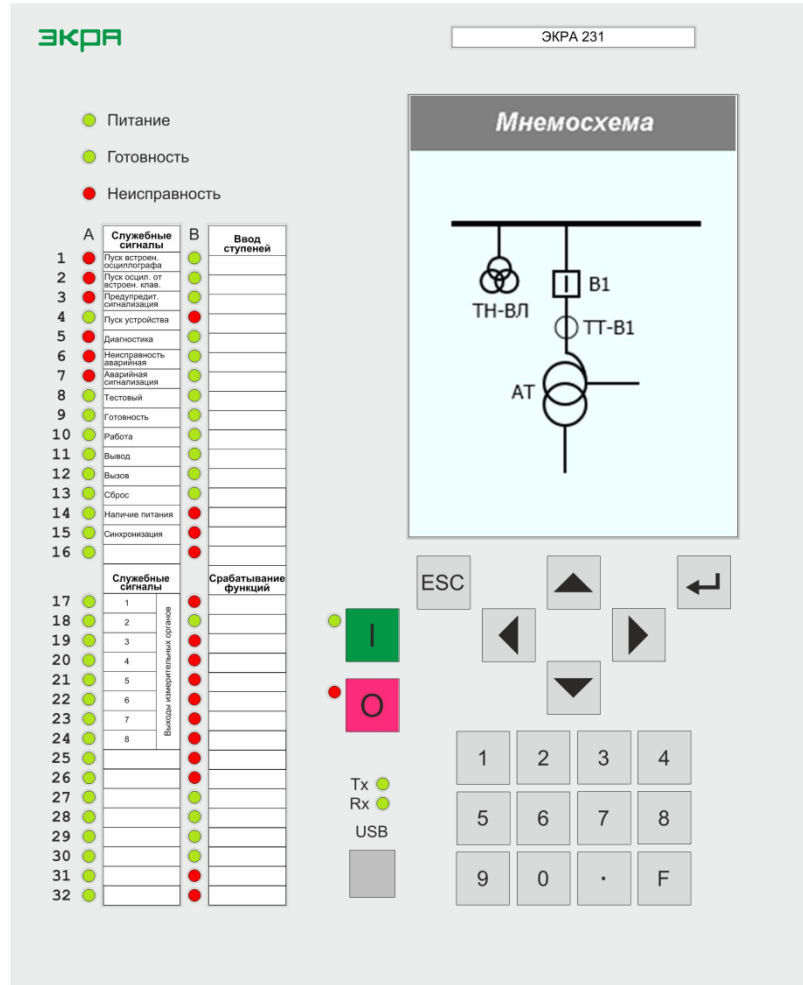 ЭКРА
ЭКРА 231
Питание
Готовность
Неисправность
Мнемосхема
ТН-ВЛ
В1
ТТ-В1
АТ
А
Служебные
сигналы
В
Ввод
ступеней
1 Пуск встроен.
осциллографа
2 Пуск осцил. от
встроен. клав.
3 Предупредит.
сигнализация
4 Пуск устройства
5 Диагностика
6 Неисправность
аварийная
7 Аварийная
сигнализация
8 Тестовый
9 Готовность
10 Работа
11 Вывод
12 Вызов
13 Сброс
14 Наличие питания
15 Синхронизация
16
Служебные
сигналы
Срабатывание
функций
17 1
18 2
19 3
20 4
21 5
22 6
23 7
24 8
Выходы измерительных органов
25
26
27
28
29
30
31
32
ESC
I
O
Tx
Rx
USB
1 2 3 4
5 6 7 8
9 0 . F